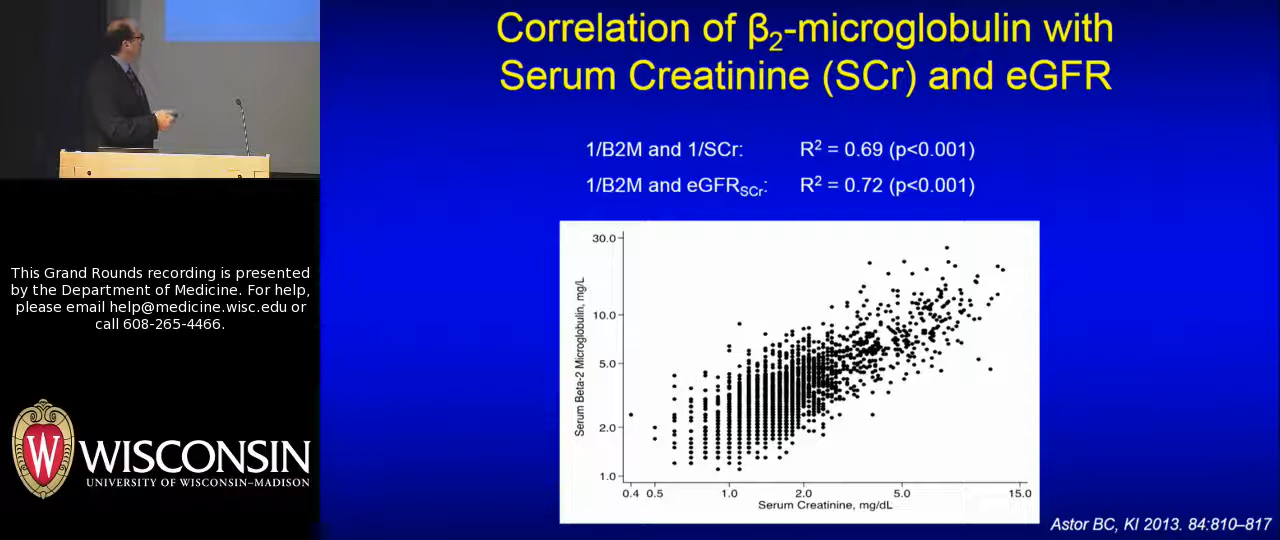 Correlation of β2-microglobulin with
Serum Creatinine (SCr) and eGFR
1/B2M and 1/SCr: R2 = 0.69 (p<0.001)
1/B2M and eGFRSCr: R2 = 0.72 (p<0.001)
30.0
10.0
5.0
2.0
1.0
Serum Beta-2 Microglobulin, mg/L
0.4 0.5 1.0 2.0 5.0 15.0
Serum Creatinine, mg/dL
Astor BC, KI 2013. 84:810–817
This Grand Rounds recording is presented
by the Department of Medicine. For help,
please email help@medicine.wisc.edu or
call 608-265-4466.
W
WISCONSIN
UNIVERSITY OF WISCONSIN–MADISON